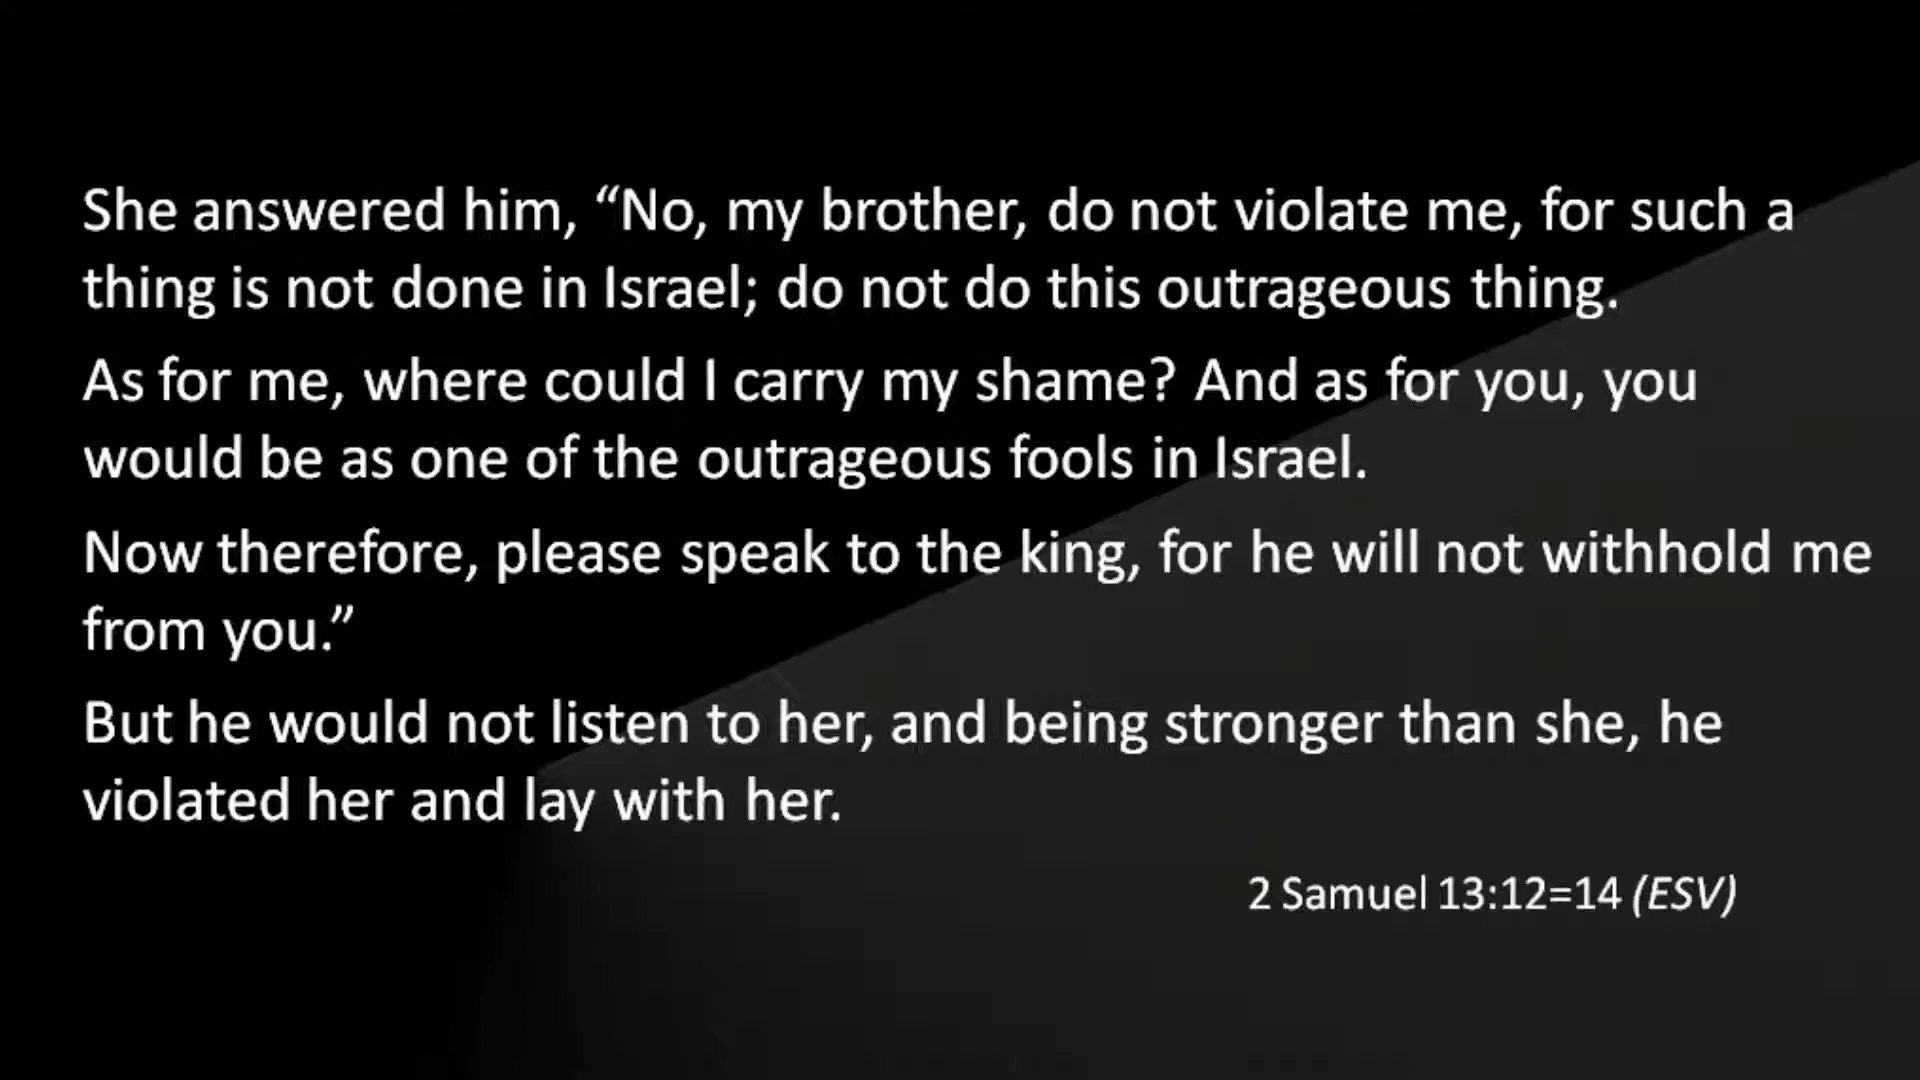 She answered him, “No, my brother, do not violate me, for such a
thing is not done in Israel; do not do this outrageous thing.
As for me, where could I carry my shame? And as for you, you
would be as one of the outrageous fools in Israel.
Now therefore, please speak to the king, for he will not withhold me
from you.”
But he would not listen to her, and being stronger than she, he
violated her and lay with her.
2 Samuel 13:12=14 (ESV)